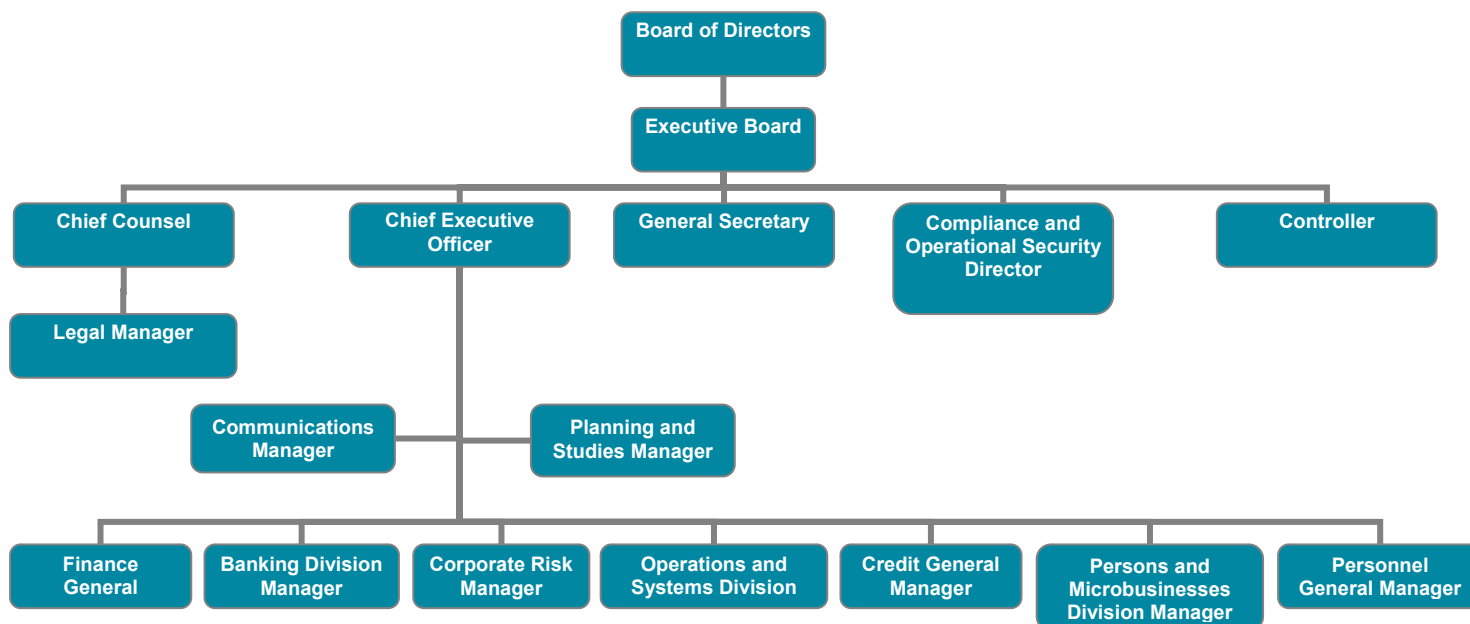 Board of Directors
Executive Board
Chief Counsel
Chief Executive
Officer
General Secretary
Compliance and
Operational Security
Director
Controller
Legal Manager
Communications
Manager
Planning and
Studies Manager
Finance
General
Banking Division
Manager
Corporate Risk
Manager
Operations and
Systems Division
Credit General
Manager
Persons and
Microbusinesses
Division Manager
Personnel
General Manager